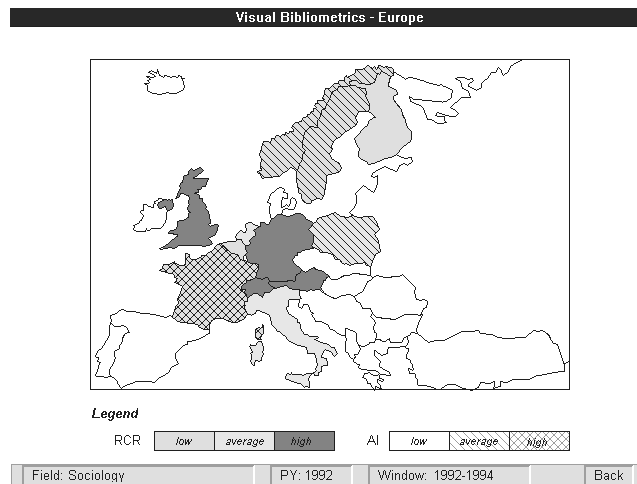 Visual Bibliometrics - Europe
Legend
RCR low average high AI low average high
Field: Sociology PY: 1992 Window: 1992-1994 Back